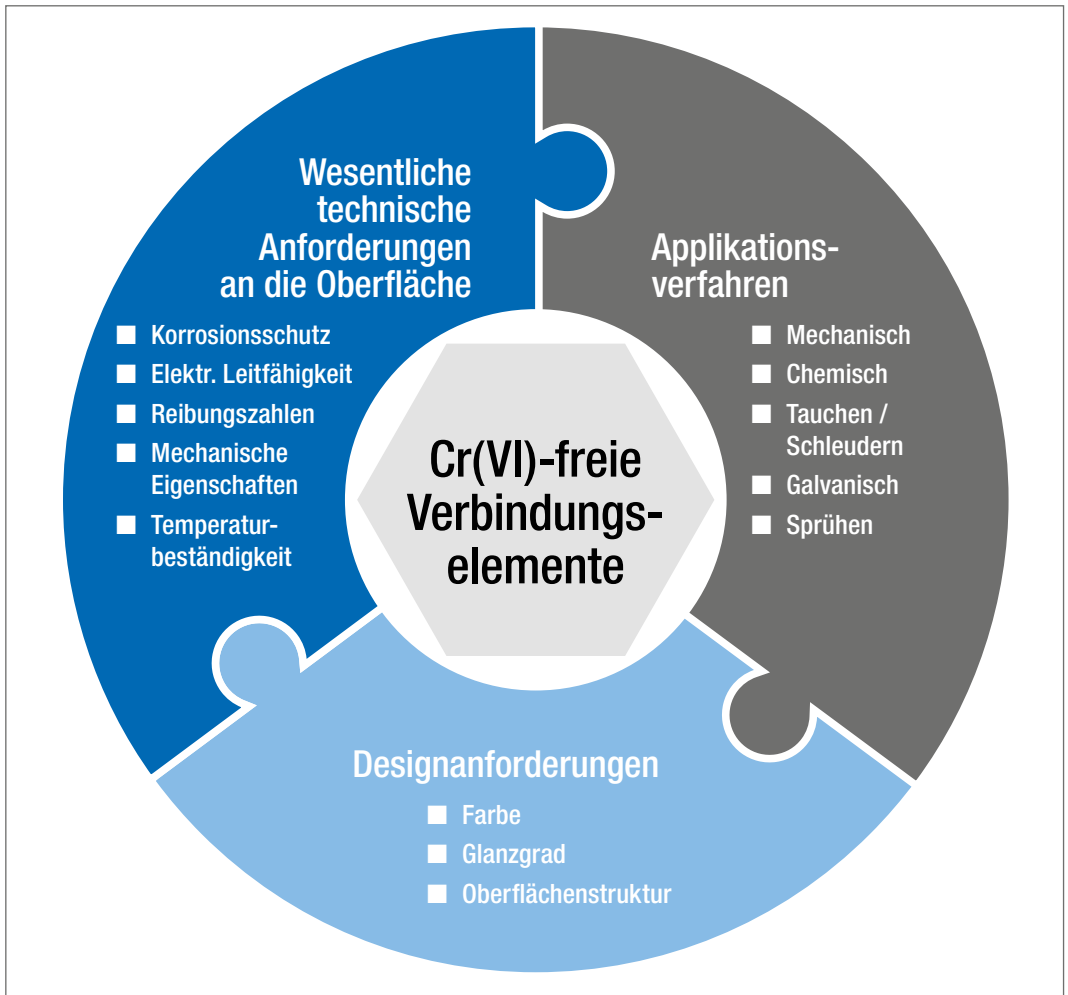 Wesentliche
technische
Anforderungen
an die Oberfläche
Korrosionsschutz
Elektr. Leitfähigkeit
Reibungszahlen
Mechanische
Eigenschaften
Temperatur-
beständigkeit
Applikations-
verfahren
Mechanisch
Chemisch
Tauchen /
Schleudern
Galvanisch
Sprühen
Cr(VI)-freie
Verbindungs-
elemente
Designanforderungen
Farbe
Glanzgrad
Oberflächenstruktur